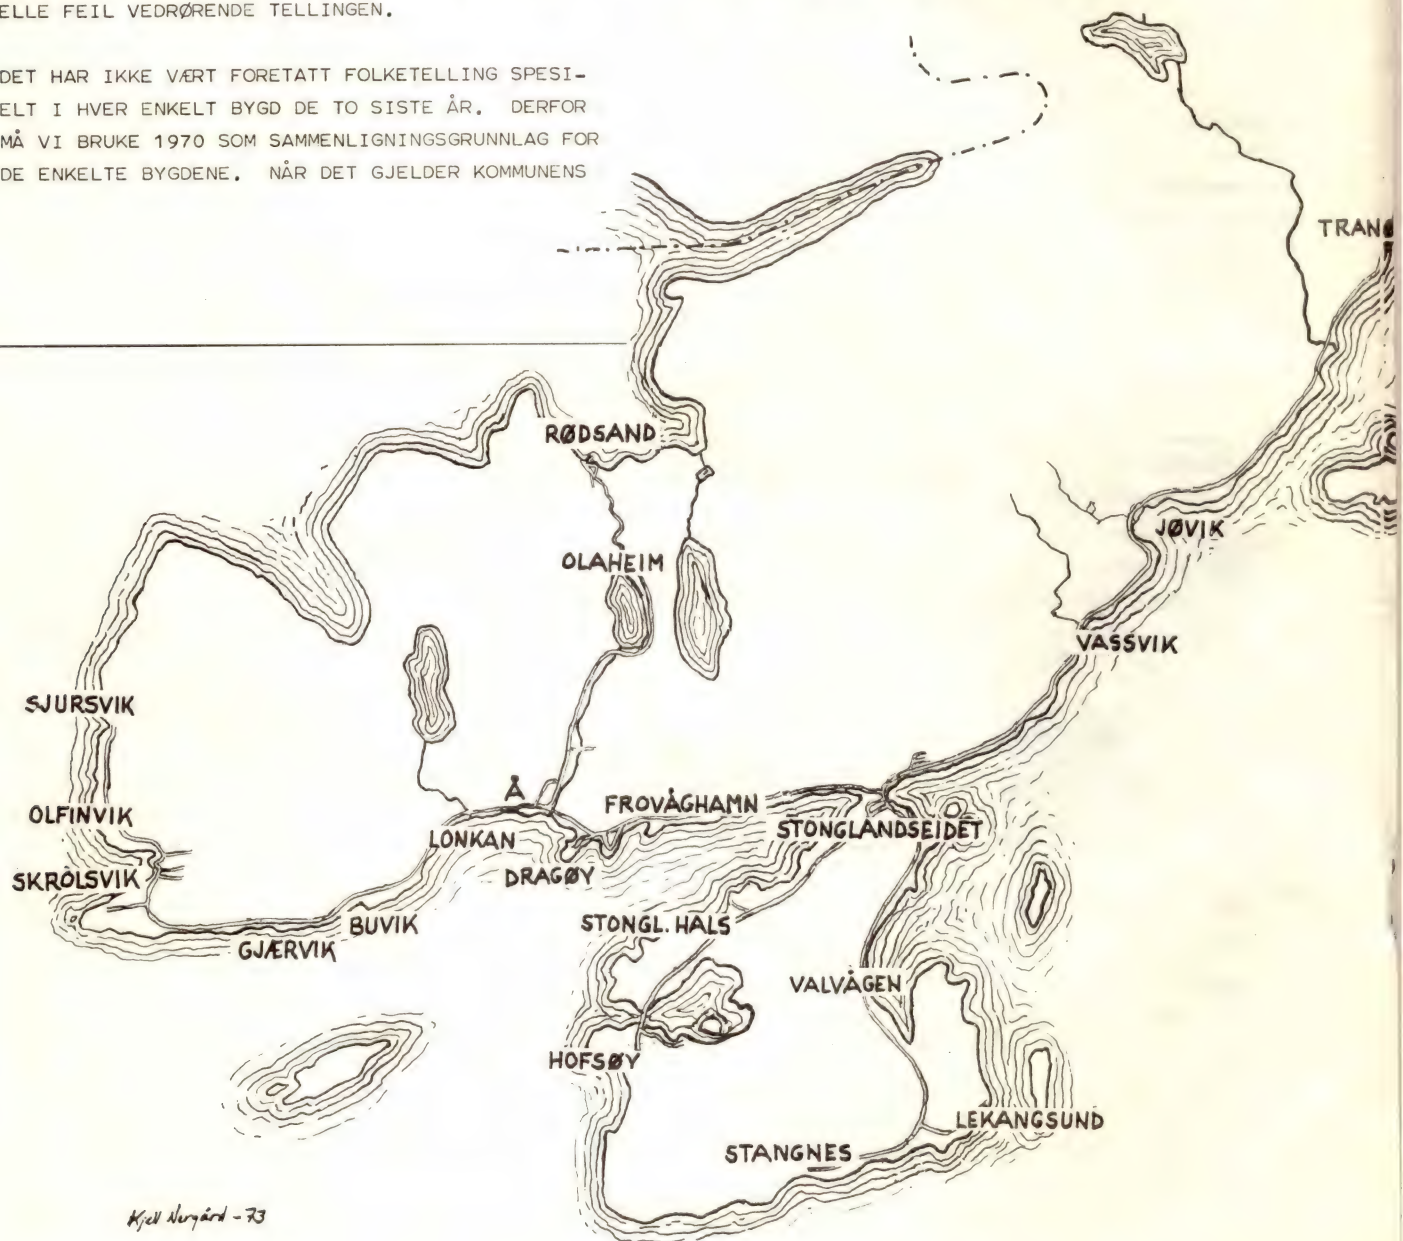 ELLE FEIL VEDRØRENDE TELLINGEN.
DET HAR IKKE VÆRT FORETATT FOLKETELLING SPESI-
ELT I HVER ENKELT BYGD DE TO SISTE ÅR. DERFOR
MÅ VI BRUKE 1970 SOM SAMMENLIGNINGSGRUNNLAG FOR
DE ENKELTE BYGDENE. NÅR DET GJELDER KOMMUNENS
TRANØ
RØDSAND
JØVIK
OLAHEIM
VASSVIK
SJURSVIK
Å
FROVÅGHAMN
OLFINVIK
STONGLANDSEIDET
LONKAN
SKRÒLSVIK
DRAGØY
BUVIK
STONGL. HALS
GJÆRVIK
VALVÅGEN
HOFSØY
LEKANGSUND
STANGNES
Kjell Nergård - 73